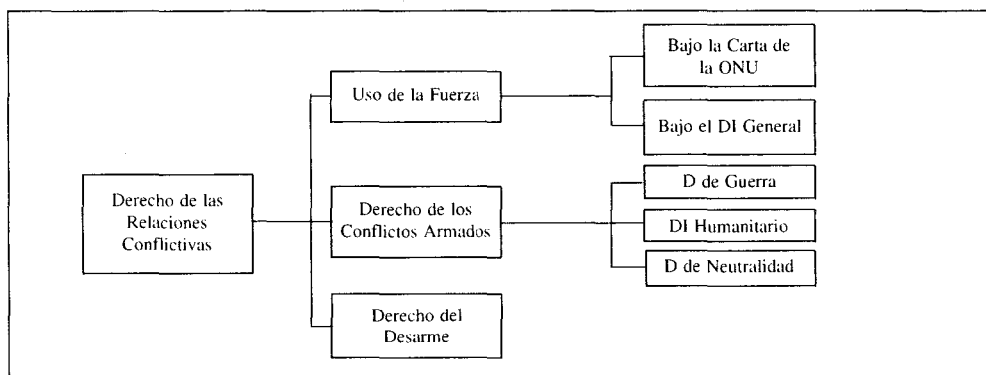 Derecho de las
Relaciones
Conflictivas
Uso de la Fuerza
Bajo la Carta de
la ONU
Bajo el DI General
Derecho de los
Conflictos Armados
D de Guerra
DI Humanitario
D de Neutralidad
Derecho del
Desarme